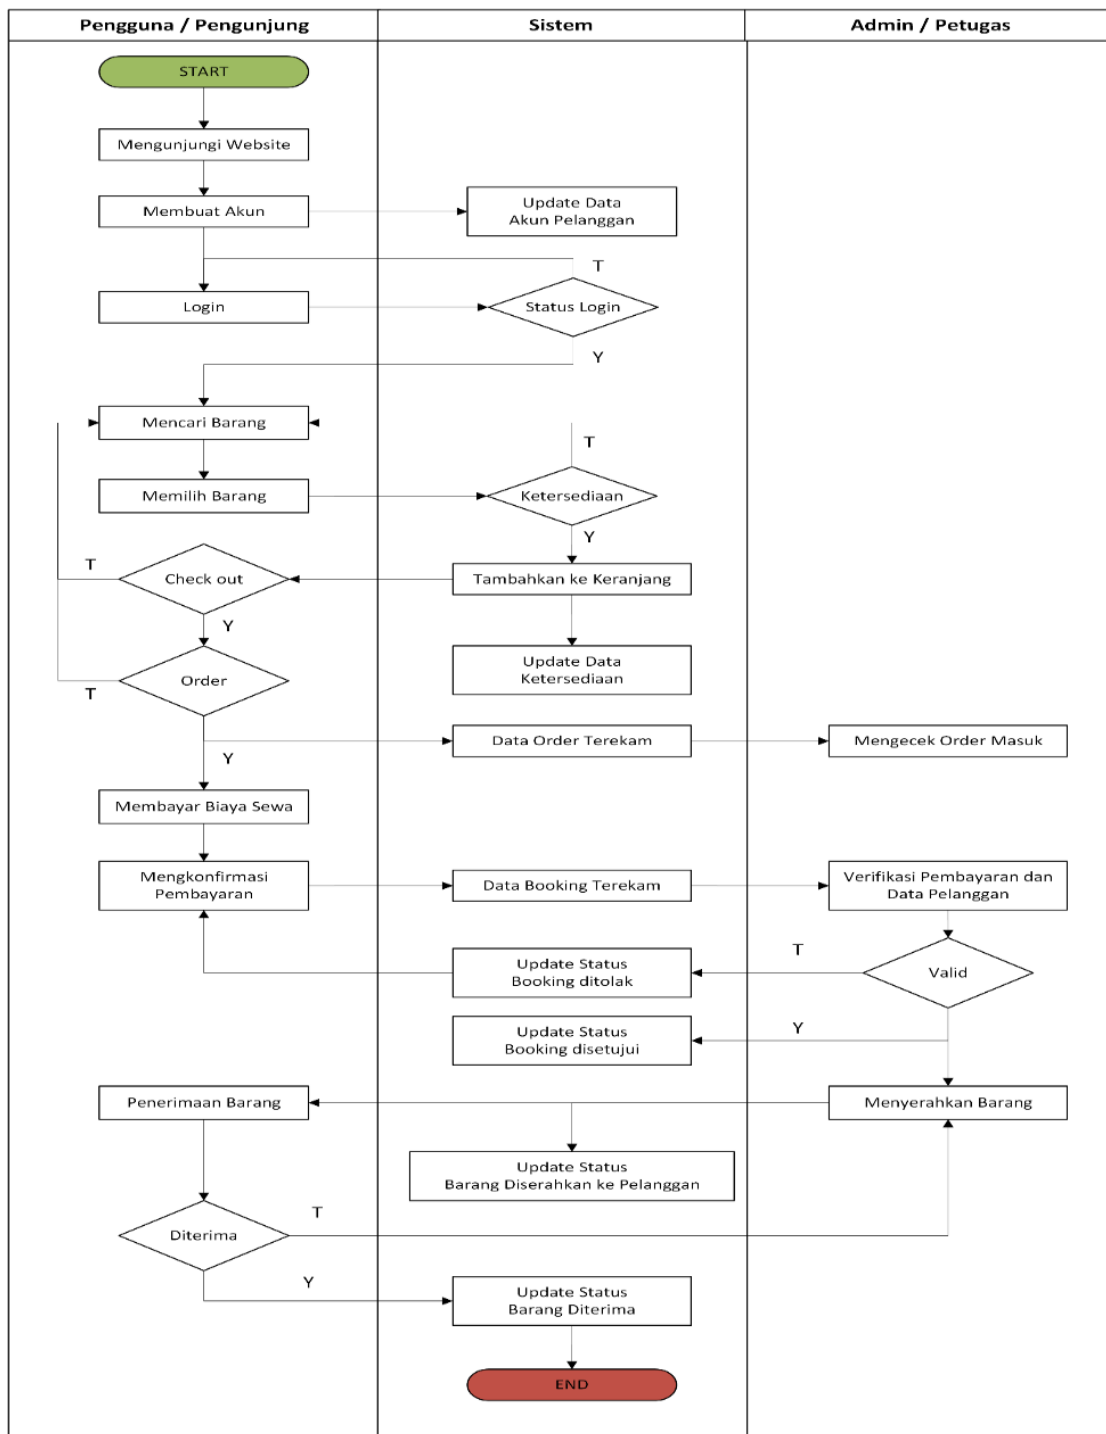 Pengguna / Pengunjung
Sistem
Admin / Petugas
START
Mengunjungi Website
Membuat Akun
Update Data
Akun Pelanggan
T
Login
Status Login
Y
Mencari Barang
T
Memilih Barang
Ketersediaan
Y
T
Check out
Tambahkan ke Keranjang
Y
Update Data
Ketersediaan
Order
T
Data Order Terekam
Mengecek Order Masuk
Y
Membayar Biaya Sewa
Mengkonfirmasi
Pembayaran
Data Booking Terekam
Verifikasi Pembayaran dan
Data Pelanggan
T
Update Status
Booking ditolak
Valid
Update Status
Booking disetujui
Y
Penerimaan Barang
Menyerahkan Barang
Update Status
Barang Diserahkan ke Pelanggan
T
Diterima
Y
Update Status
Barang Diterima
END